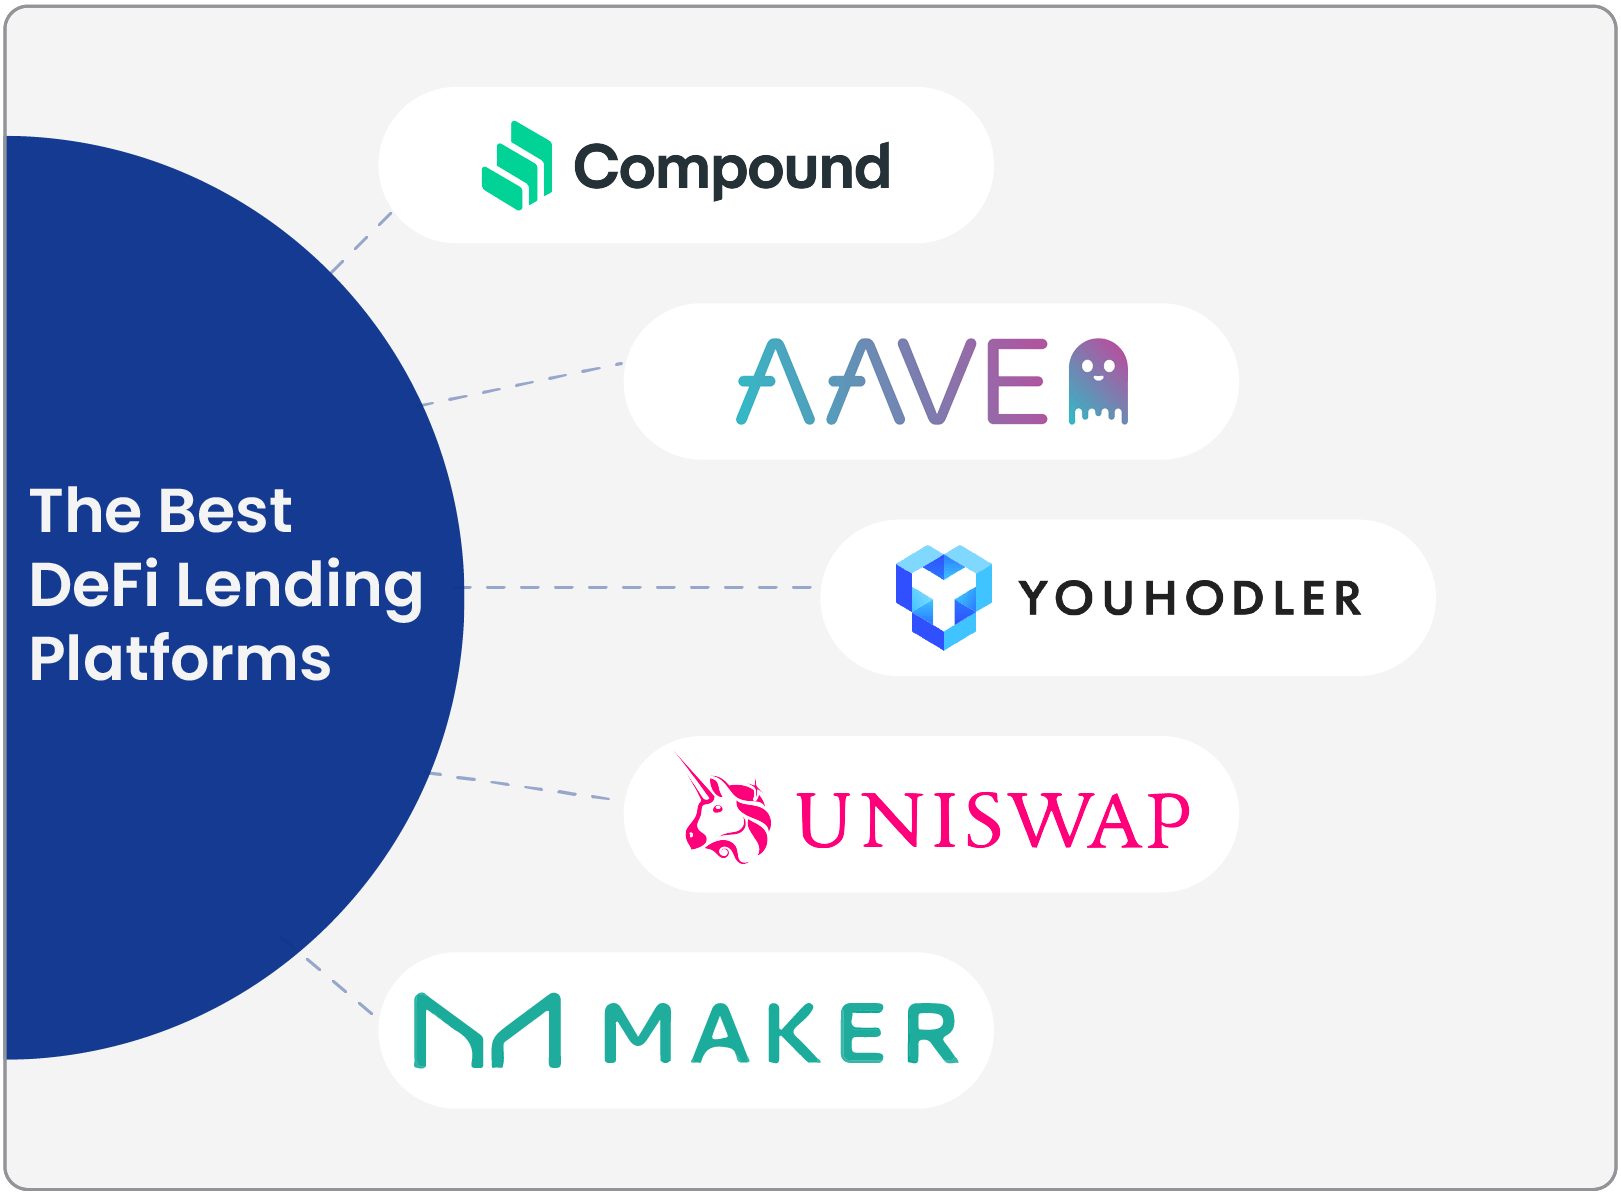 The Best
DeFi Lending
Platforms
Compound
AAVE
YOUHODLER
UNISWAP
MAKER